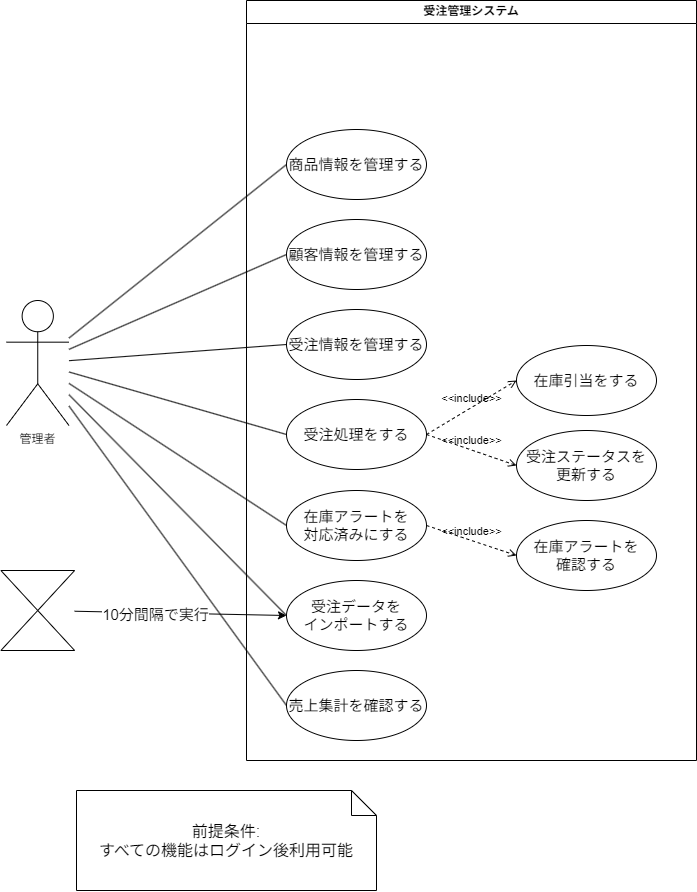 受注管理システム
商品情報を管理する
顧客情報を管理する
受注情報を管理する
管理者
受注処理をする
<<include>>
在庫引当をする
<<include>>
受注ステータスを
更新する
在庫アラートを
対応済みにする
<<include>>
在庫アラートを
確認する
10分間隔で実行
受注データを
インポートする
売上集計を確認する
前提条件:
すべての機能はログイン後利用可能